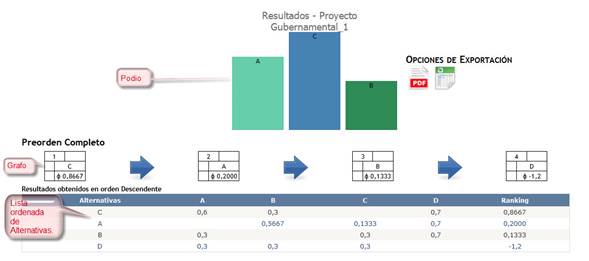 Resultados - Proyecto
Gubernamental_1
C
A
B
Podio
OPCIONES DE EXPORTACIÓN
PDF
Preorden Completo
Grafo
1
C
ϕ 0,8667
2
A
ϕ 0,2000
3
B
ϕ 0,1333
4
D
ϕ -1,2
Resultados obtenidos en orden Descendente
Lista
ordenada
de
Alternativas.
Alternativas A B C D Ranking
C 0,6 0,3 0,7 0,8667
A 0,5667 0,1333 0,7 0,2000
B 0,3 0,3 0,7 0,1333
D 0,3 0,3 0,3 -1,2